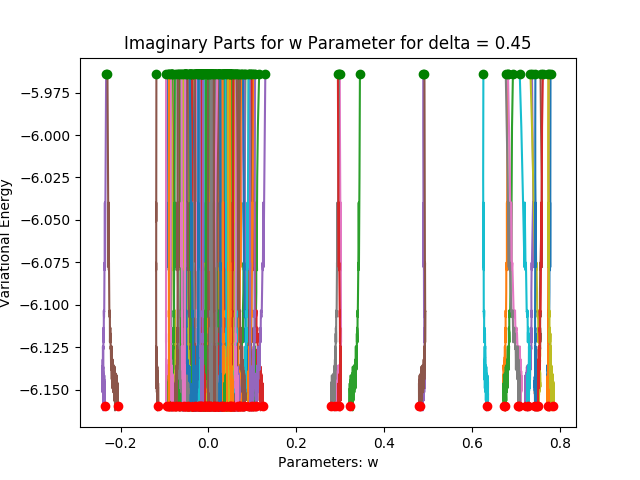 Imaginary Parts for w Parameter for delta = 0.45
Variational Energy
−5.975
−6.000
−6.025
−6.050
−6.075
−6.100
−6.125
−6.150
−0.2 0.0 0.2 0.4 0.6 0.8
Parameters: w